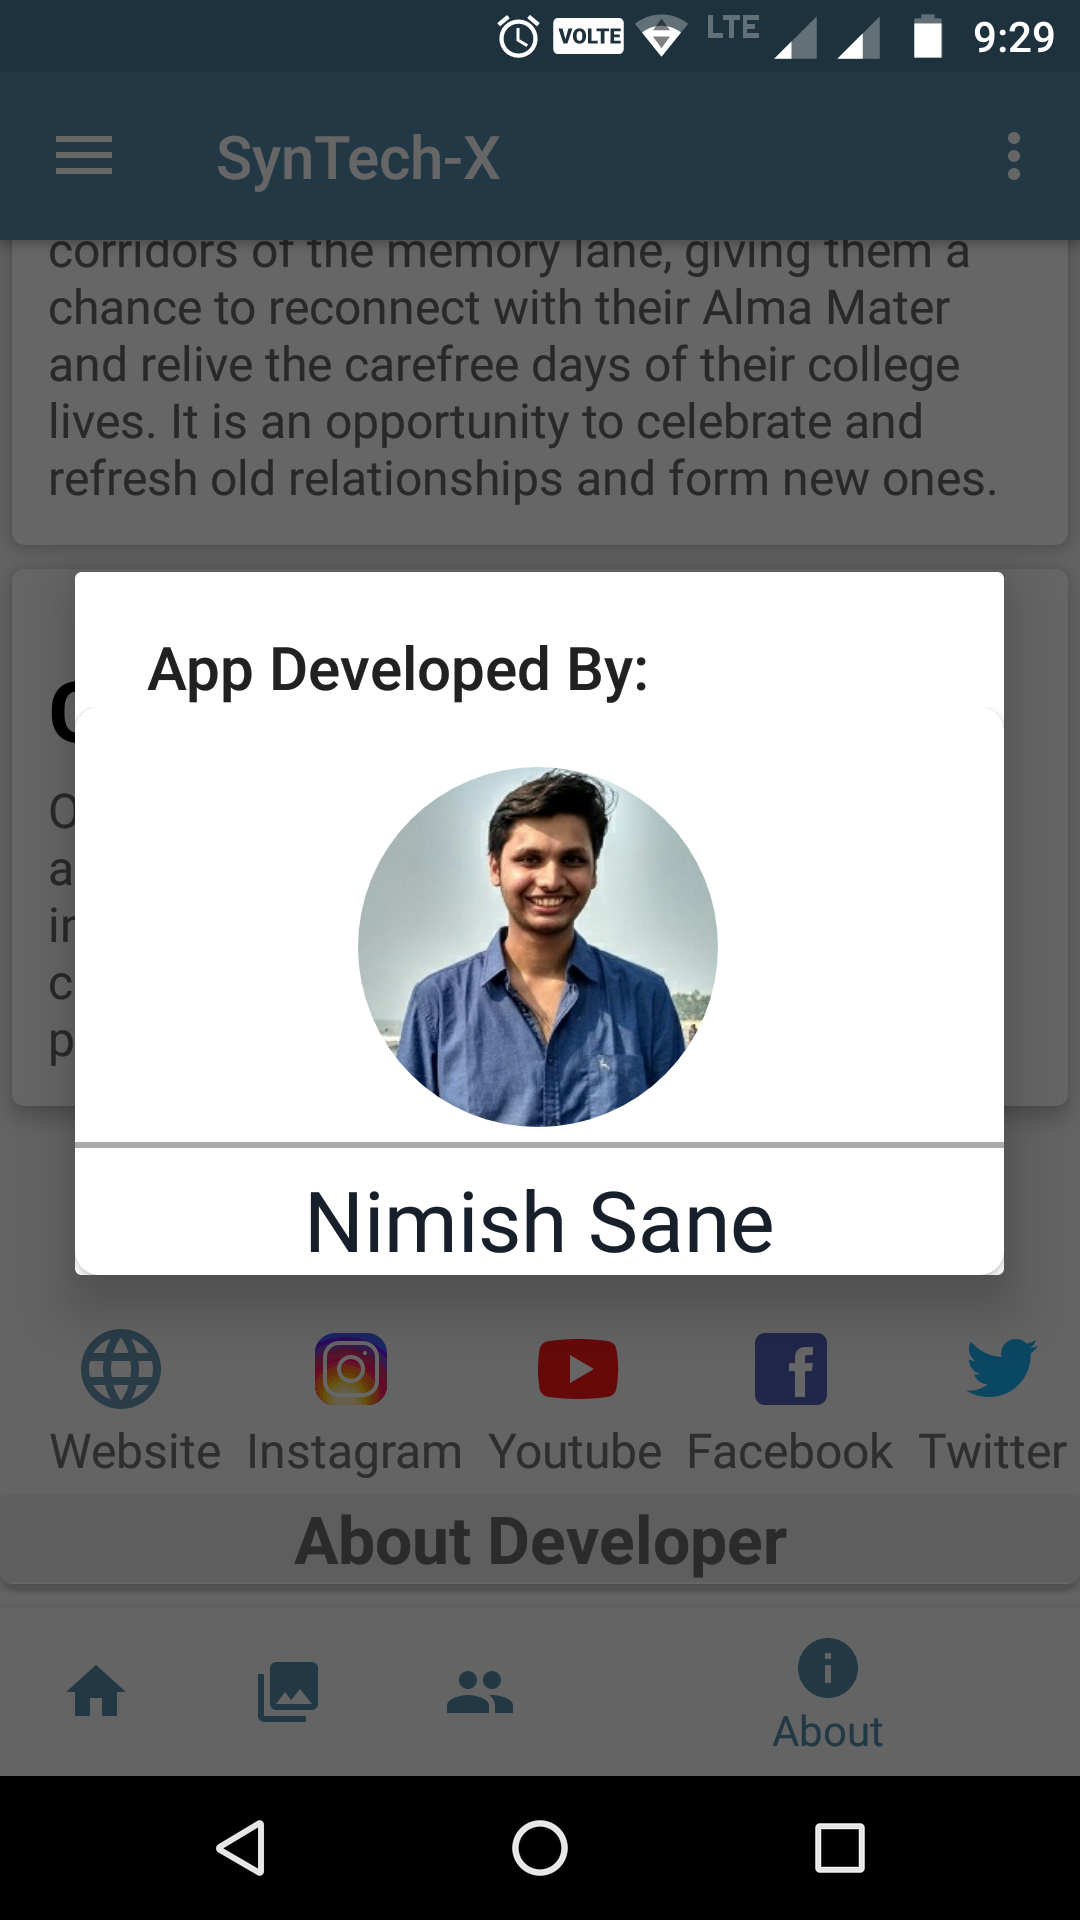 VOLTE LTE 9:29
SynTech-X
corridors of the memory lane, giving them a
chance to reconnect with their Alma Mater
and relive the carefree days of their college
lives. It is an opportunity to celebrate and
refresh old relationships and form new ones.
App Developed By:
Nimish Sane
Website Instagram Youtube Facebook Twitter
About Developer
About